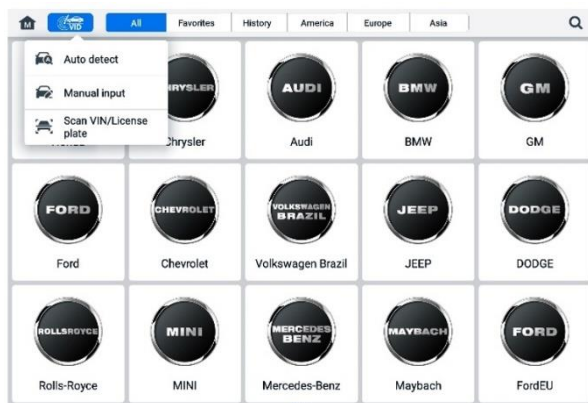 M
VID
All
Favorites
History
America
Europe
Asia
Auto detect
Manual input
Scan VIN/License
plate
AUDI
BMW
GM
Chrysler
Audi
BMW
GM
FORD
CHEVROLET
VOLKSWAGEN
BRAZIL
JEEP
DODGE
Ford
Chevrolet
Volkswagen Brazil
JEEP
DODGE
ROLLSROYCE
MINI
MERCEDES
BENZ
MAYBACH
FORD
Rolls-Royce
MINI
Mercedes-Benz
Maybach
FordEU